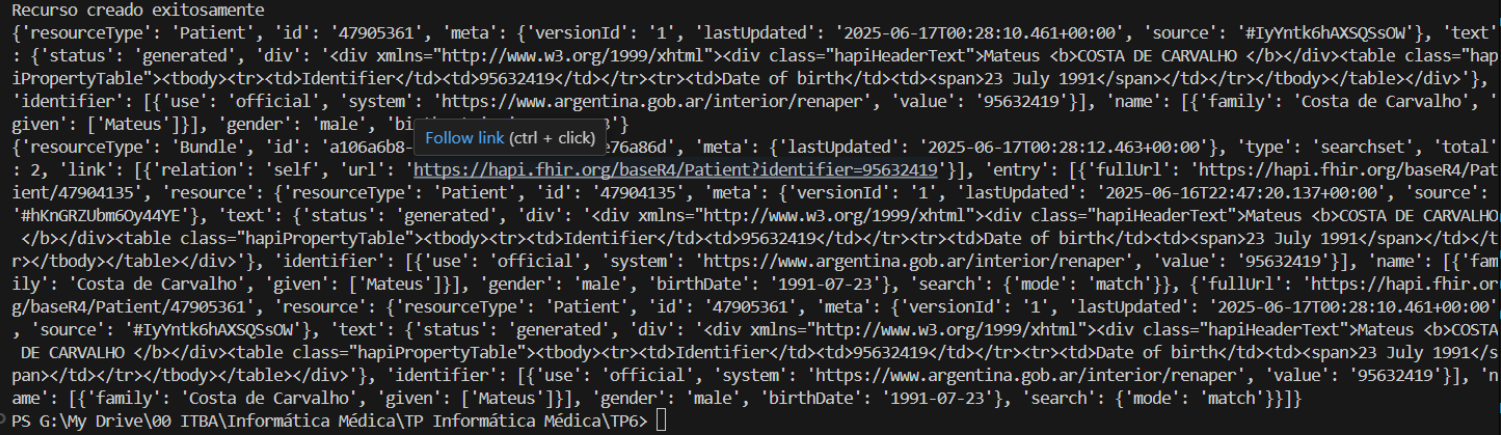 Recurso creado exitosamente
{'resourceType': 'Patient', 'id': '47905361', 'meta': {'versionId': '1', 'lastUpdated': '2025-06-17T00:28:10.461+00:00', 'source': '#IyYntk6hAXSQSsOW'}, 'text'
: {'status': 'generated', 'div': '<div xmlns="http://www.w3.org/1999/xhtml"><div class="hapiHeaderText">Mateus <b>COSTA DE CARVALHO </b></div><table class="hap
iPropertyTable"><tbody><tr><td>Identifier</td><td>95632419</td></tr><tr><td>Date of birth</td><td><span>23 July 1991</span></td></tr></tbody></table></div>'},
'identifier': [{'use': 'official', 'system': 'https://www.argentina.gob.ar/interior/renaper', 'value': '95632419'}], 'name': [{'family': 'Costa de Carvalho', '
given': ['Mateus']}], 'gender': 'male', 3'}
Follow link (ctrl + click)
{'resourceType': 'Bundle', 'id': 'a106a6b8- e76a86d', 'meta': {'lastUpdated': '2025-06-17T00:28:12.463+00:00'}, 'type': 'searchset', 'total'
: 2, 'link': [{'relation': 'self', 'url': 'https://hapi.fhir.org/baseR4/Patient?identifier=95632419'}], 'entry': [{'fullUrl': 'https://hapi.fhir.org/baseR4/Pat
ient/47904135', 'resource': {'resourceType': 'Patient', 'id': '47904135', 'meta': {'versionId': '1', 'lastUpdated': '2025-06-16T22:47:20.137+00:00', 'source':
'#hKnGRZUbm6Oy44YE'}, 'text': {'status': 'generated', 'div': '<div xmlns="http://www.w3.org/1999/xhtml"><div class="hapiHeaderText">Mateus <b>COSTA DE CARVALHO
</b></div><table class="hapiPropertyTable"><tbody><tr><td>Identifier</td><td>95632419</td></tr><tr><td>Date of birth</td><td><span>23 July 1991</span></td></t
r></tbody></table></div>'}, 'identifier': [{'use': 'official', 'system': 'https://www.argentina.gob.ar/interior/renaper', 'value': '95632419'}], 'name': [{'fam
ily': 'Costa de Carvalho', 'given': ['Mateus']}], 'gender': 'male', 'birthDate': '1991-07-23'}, 'search': {'mode': 'match'}}, {'fullUrl': 'https://hapi.fhir.or
g/baseR4/Patient/47905361', 'resource': {'resourceType': 'Patient', 'id': '47905361', 'meta': {'versionId': '1', 'lastUpdated': '2025-06-17T00:28:10.461+00:00'
, 'source': '#IyYntk6hAXSQSsOW'}, 'text': {'status': 'generated', 'div': '<div xmlns="http://www.w3.org/1999/xhtml"><div class="hapiHeaderText">Mateus <b>COSTA
DE CARVALHO </b></div><table class="hapiPropertyTable"><tbody><tr><td>Identifier</td><td>95632419</td></tr><tr><td>Date of birth</td><td><span>23 July 1991</s
pan></td></tr></tbody></table></div>'}, 'identifier': [{'use': 'official', 'system': 'https://www.argentina.gob.ar/interior/renaper', 'value': '95632419'}], 'n
ame': [{'family': 'Costa de Carvalho', 'given': ['Mateus']}], 'gender': 'male', 'birthDate': '1991-07-23'}, 'search': {'mode': 'match'}}]}
PS G:\My Drive\00 ITBA\Informática Médica\TP Informática Médica\TP6>